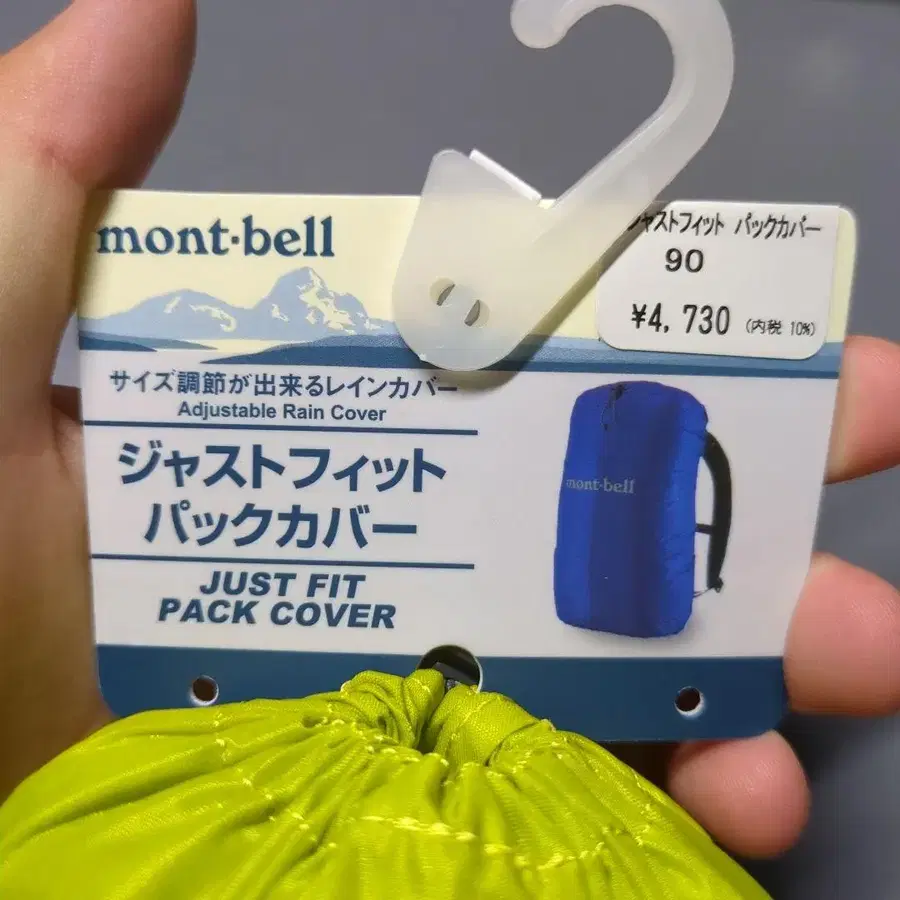 mont·bell
ジャストフィット パックカバー
90
¥4,730 (内税 10%)
サイズ調節が出来るレインカバー
Adjustable Rain Cover
ジャストフィット
パックカバー
JUST FIT
PACK COVER
mont-bell